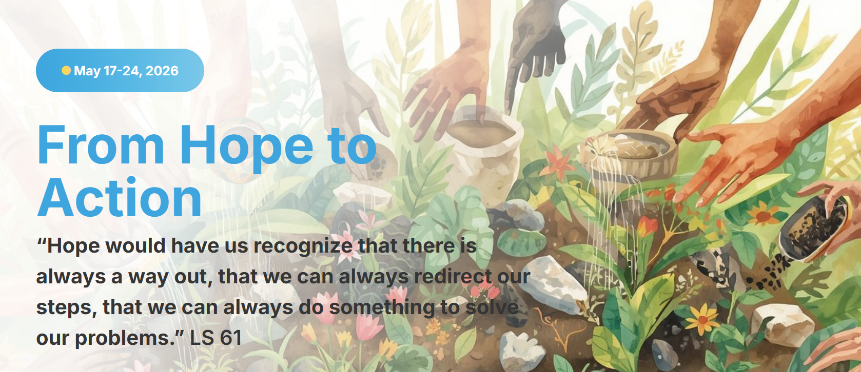 May 17-24, 2026
From Hope to
Action
“Hope would have us recognize that there is
always a way out, that we can always redirect our
steps, that we can always do something to solve
our problems.” LS 61